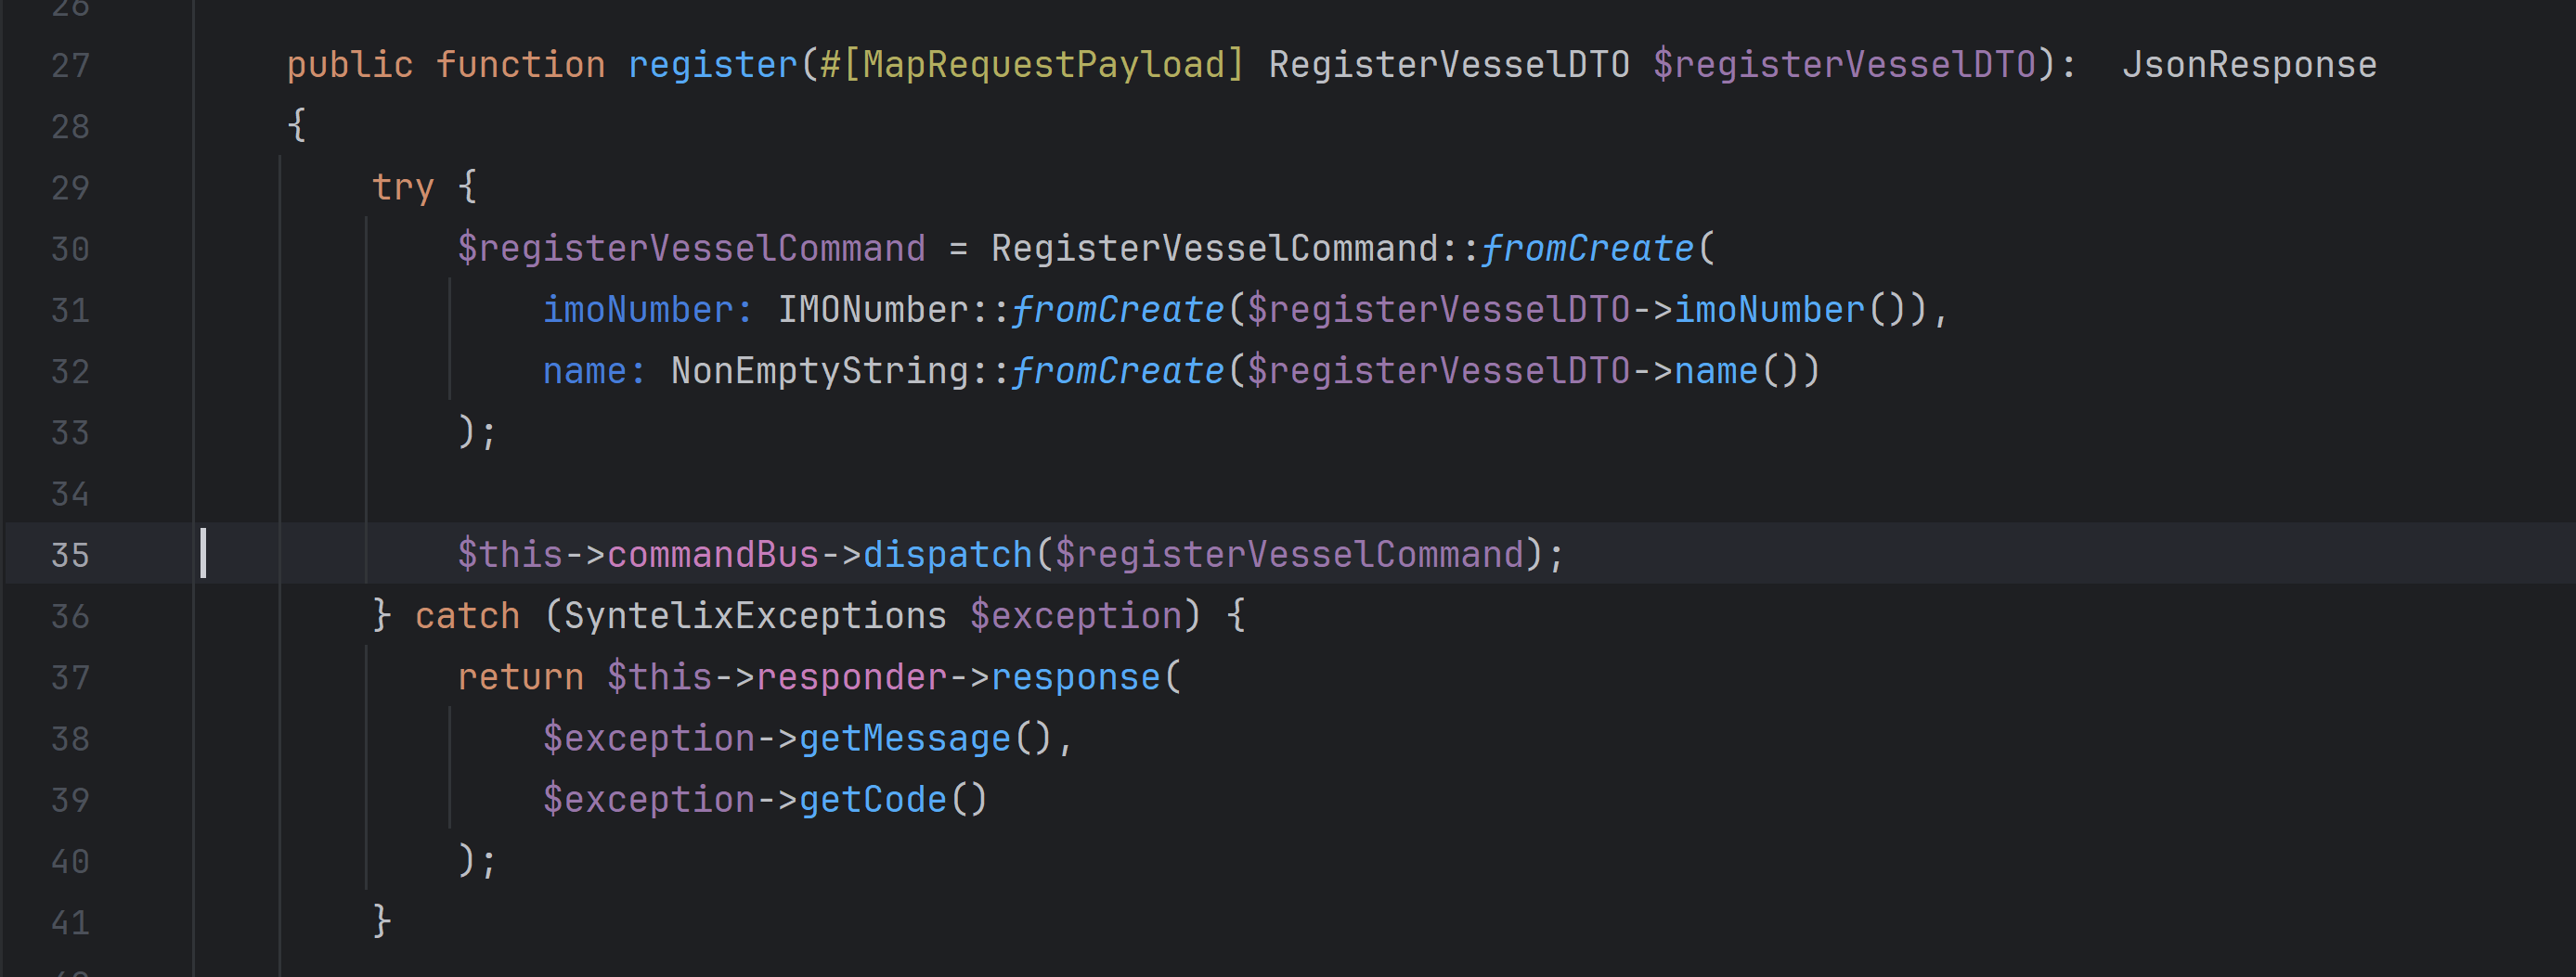 26
27 public function register(#[MapRequestPayload] RegisterVesselDTO $registerVesselDTO):  JsonResponse
28 {
29 try {
30 $registerVesselCommand = RegisterVesselCommand::fromCreate(
31 imoNumber: IMONumber::fromCreate($registerVesselDTO->imoNumber()),
32 name: NonEmptyString::fromCreate($registerVesselDTO->name())
33 );
34
35 $this->commandBus->dispatch($registerVesselCommand);
36 } catch (SyntelixExceptions $exception) {
37 return $this->responder->response(
38 $exception->getMessage(),
39 $exception->getCode()
40 );
41 }